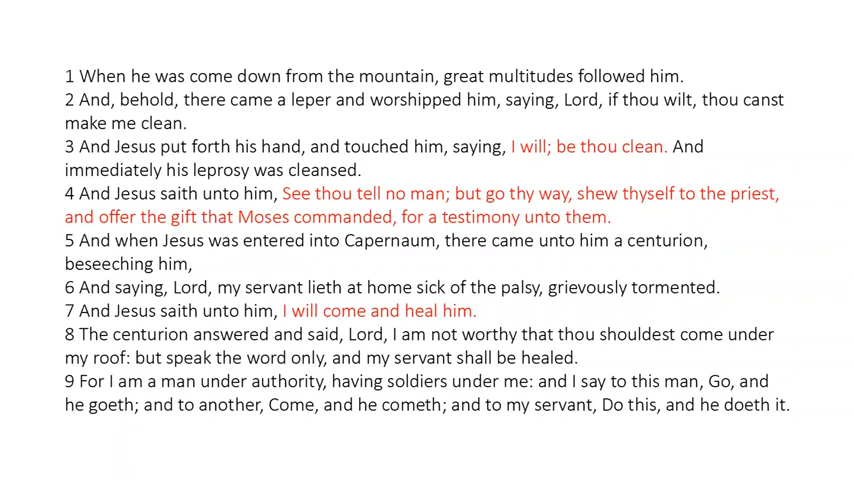 1 When he was come down from the mountain, great multitudes followed him.
2 And, behold, there came a leper and worshipped him, saying, Lord, if thou wilt, thou canst
make me clean.
3 And Jesus put forth his hand, and touched him, saying, I will; be thou clean. And
immediately his leprosy was cleansed.
4 And Jesus saith unto him, See thou tell no man; but go thy way, shew thyself to the priest,
and offer the gift that Moses commanded, for a testimony unto them.
5 And when Jesus was entered into Capernaum, there came unto him a centurion,
beseeching him,
6 And saying, Lord, my servant lieth at home sick of the palsy, grievously tormented.
7 And Jesus saith unto him, I will come and heal him.
8 The centurion answered and said, Lord, I am not worthy that thou shouldest come under
my roof: but speak the word only, and my servant shall be healed.
9 For I am a man under authority, having soldiers under me: and I say to this man, Go, and
he goeth; and to another, Come, and he cometh; and to my servant, Do this, and he doeth it.